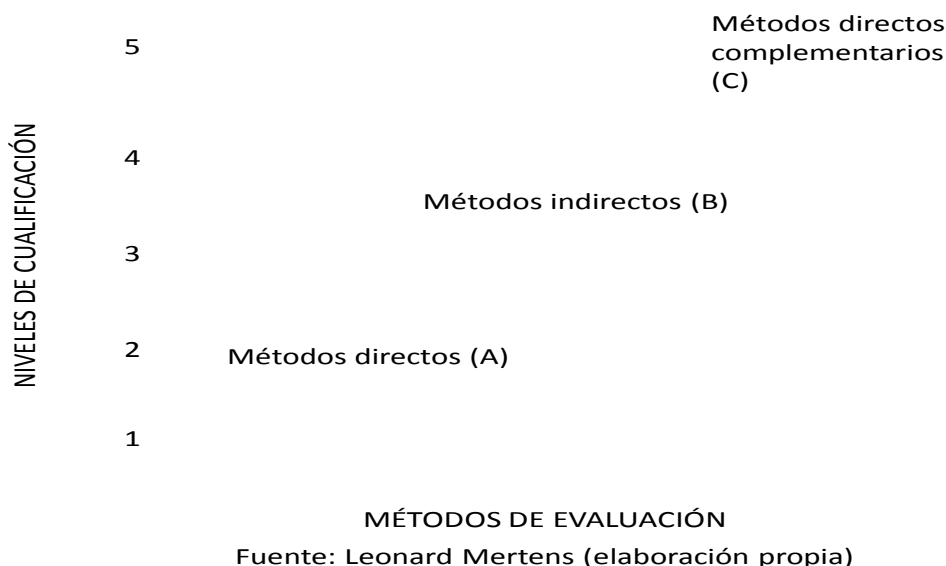 Métodos directos
complementarios
(C)
5
4
Métodos indirectos (B)
3
2
Métodos directos (A)
1
NIVELES DE CUALIFICACIÓN
MÉTODOS DE EVALUACIÓN
Fuente: Leonard Mertens (elaboración propia)